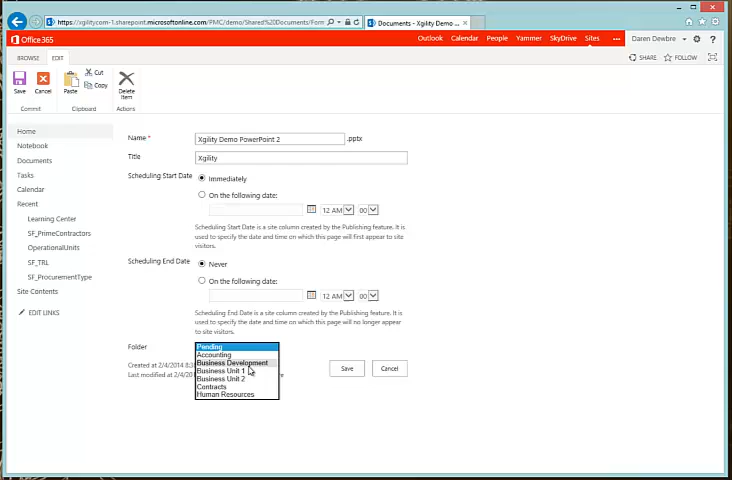 https://xgilitycom-1.sharepoint.microsoftonline.com/FMC/demo/Shared%20Documents/Form
Documents - Xgility Demo ...
Office 365
Outlook Calendar People Yammer SkyDrive Sites ... Daren Dewbre ?
BROWSE EDIT
SHARE FOLLOW
Save Cancel Paste Cut Copy Delete Item
Commit Clipboard Actions
Home
Notebook
Documents
Tasks
Calendar
Recent
Learning Center
SF_PrimeContractors
OperationalUnits
SF_TRL
SF_ProcurementType
Site Contents
EDIT LINKS
Name * Xgility Demo PowerPoint 2 .pptx
Title Xgility
Scheduling Start Date Immediately
On the following date:
12 AM 00
Scheduling Start Date is a site column created by the Publishing feature. It is
used to specify the date and time on which this page will first appear to site
visitors.
Scheduling End Date Never
On the following date:
12 AM 00
Scheduling End Date is a site column created by the Publishing feature. It is
used to specify the date and time on which this page will no longer appear
to site visitors.
Folder Pending
Accounting
Business Development
Business Unit 1
Business Unit 2
Contracts
Human Resources
Created at 2/4/2014 8:3
Last modified at 2/4/201
Save Cancel